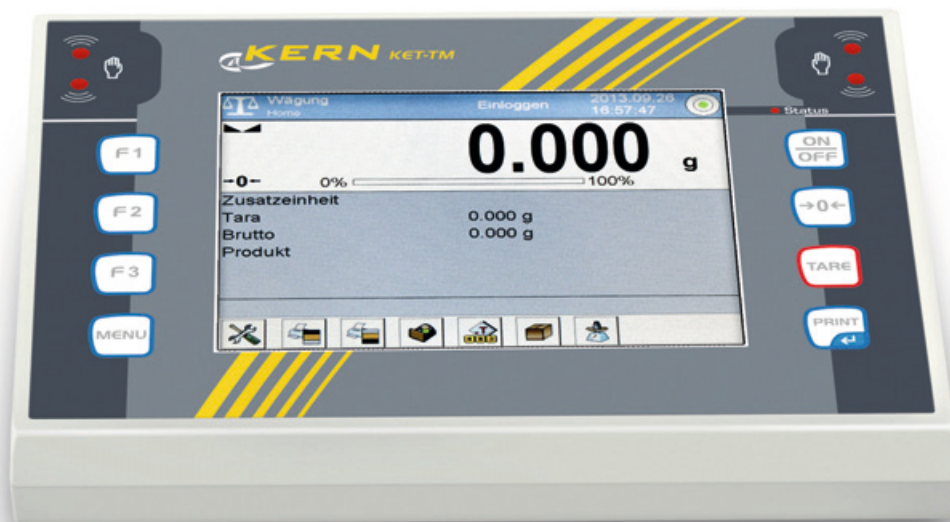 KERN KET-TM
Wägung
Home
Einloggen
2013.09.26
16:57:47
Status
F1
0.000 g
ON
OFF
→0←
0%
100%
F2
Zusatzeinheit
Tara 0.000 g
Brutto 0.000 g
Produkt
→0←
F3
TARE
MENU
PRINT